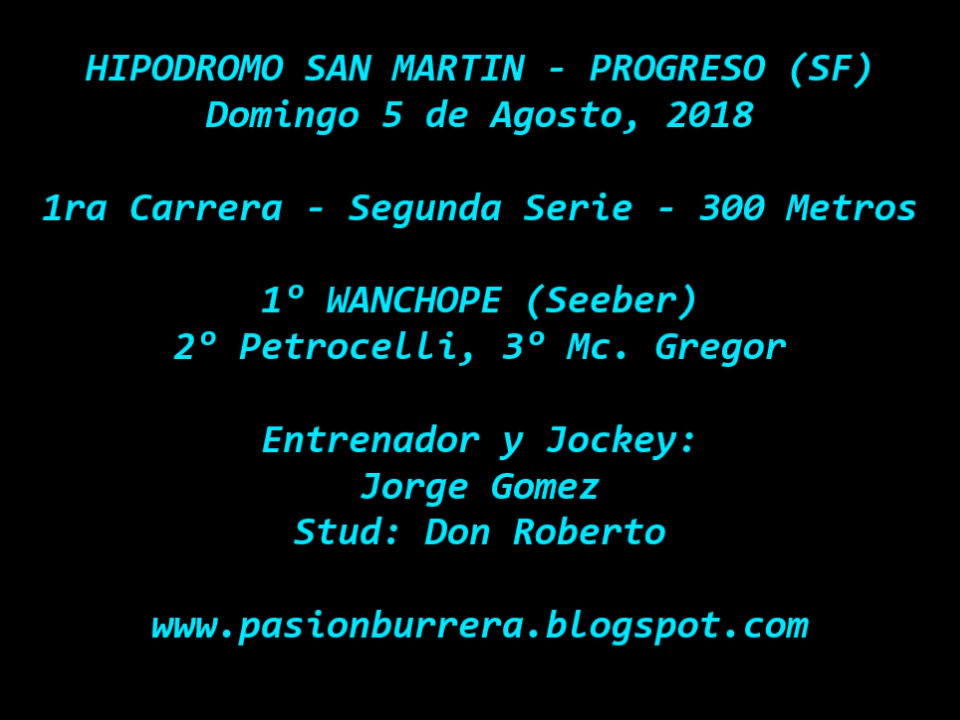 HIPODROMO SAN MARTIN - PROGRESO (SF)
Domingo 5 de Agosto, 2018
1ra Carrera - Segunda Serie - 300 Metros
1º WANCHOPE (Seeber)
2º Petrocelli, 3º Mc. Gregor
Entrenador y Jockey:
Jorge Gomez
Stud: Don Roberto
www.pasionburrera.blogspot.com